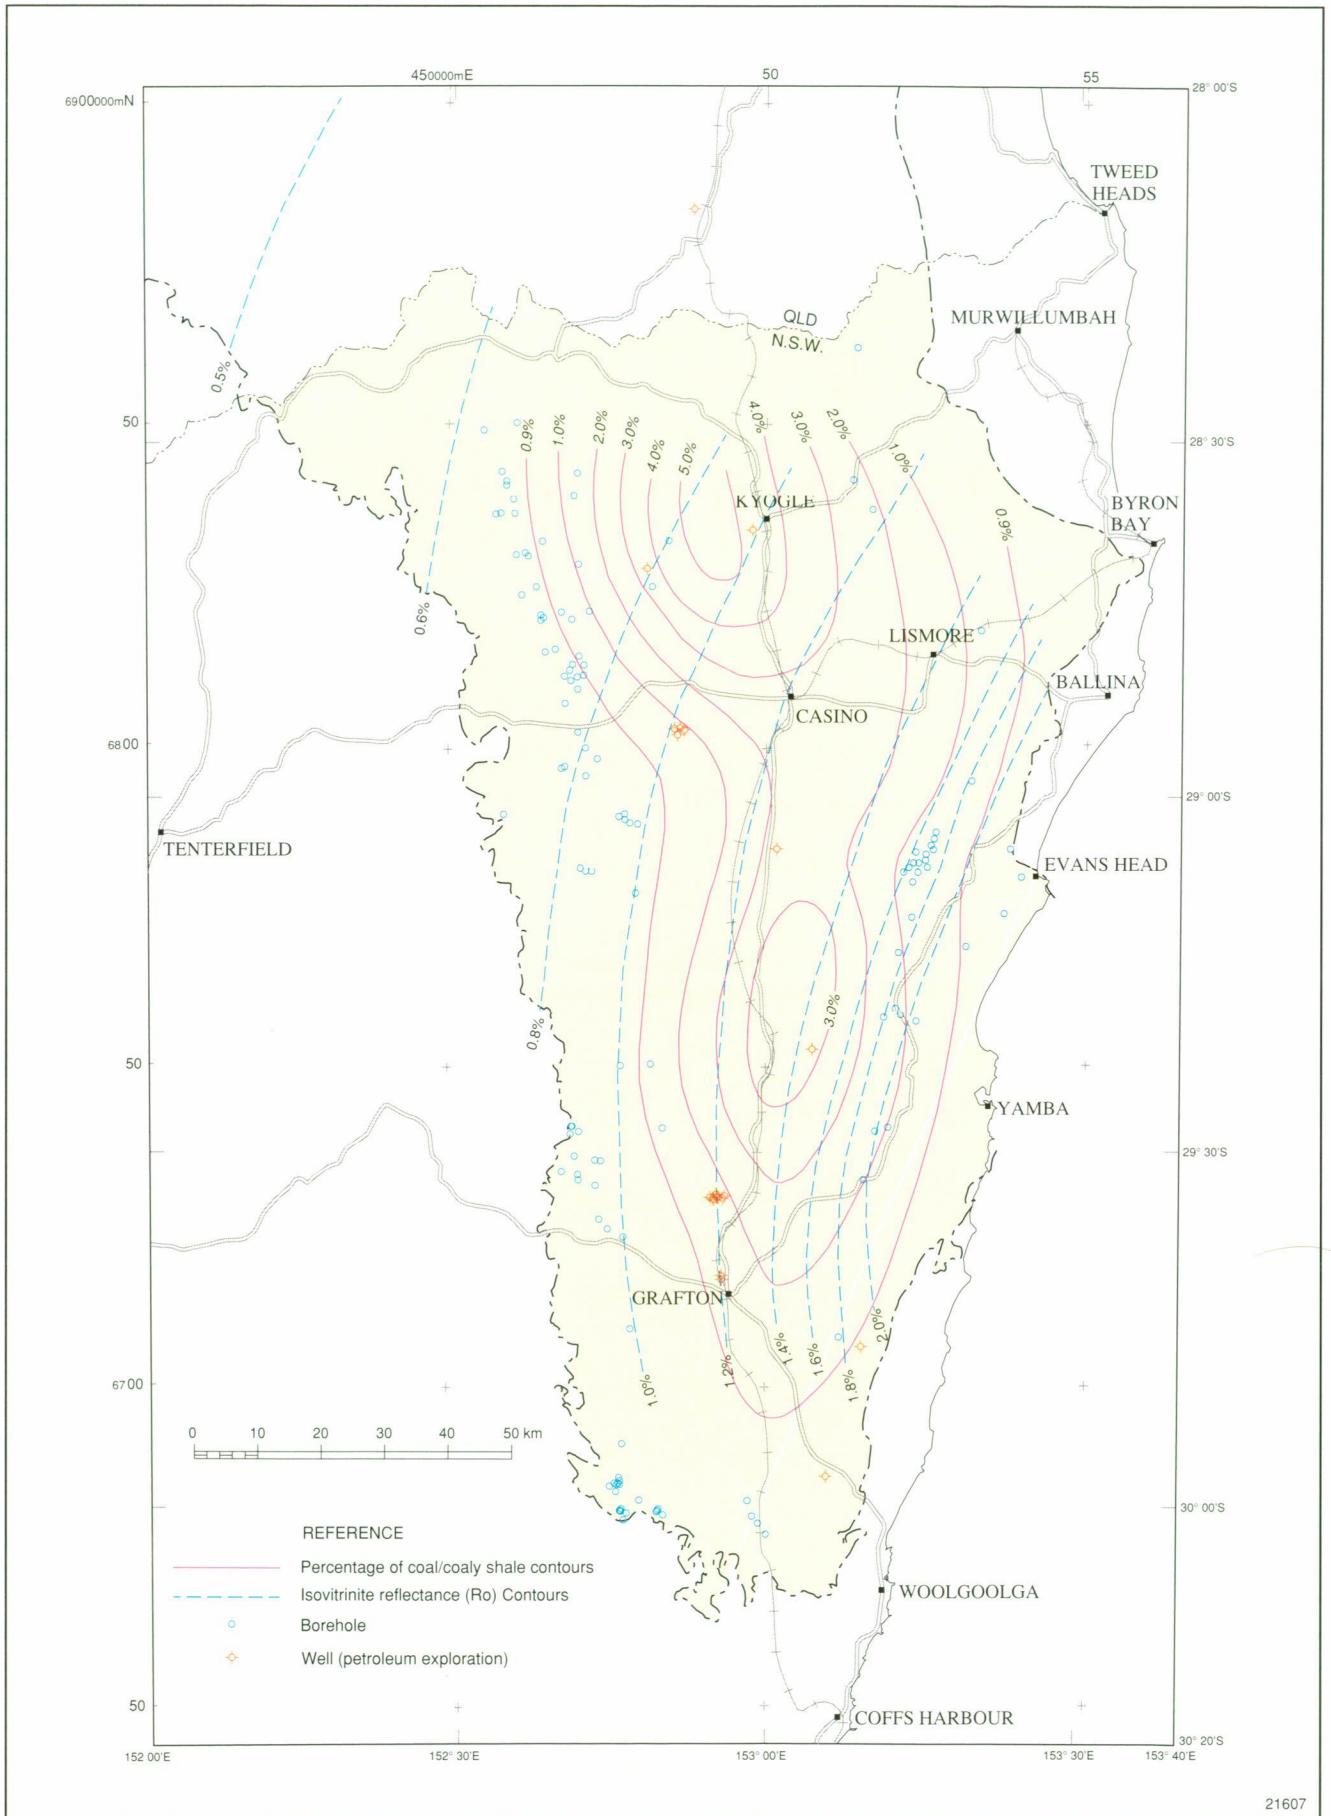 450000mE
50
55
6900000mN
28° 00'S
TWEED
HEADS
QLD
N.S.W.
MURWILLUMBAH
0.5%
50
28° 30'S
0.9%
1.0%
2.0%
3.0%
4.0%
5.0%
4.0%
3.0%
2.0%
1.0%
0.9%
KYOGLE
BYRON
BAY
0.6%
LISMORE
BALLINA
CASINO
6800
29° 00'S
TENTERFIELD
EVANS HEAD
3.0%
0.8%
50
YAMBA
29° 30'S
GRAFTON
1.0%
1.2%
1.4%
1.6%
1.8%
2.0%
6700
0 10 20 30 40 50 km
30° 00'S
REFERENCE
Percentage of coal/coaly shale contours
Isovitrinite reflectance (Ro) Contours
Borehole
Well (petroleum exploration)
WOOLGOOLGA
50
COFFS HARBOUR
30° 20'S
152 00'E
152° 30'E
153° 00'E
153° 30'E
153° 40'E
21607